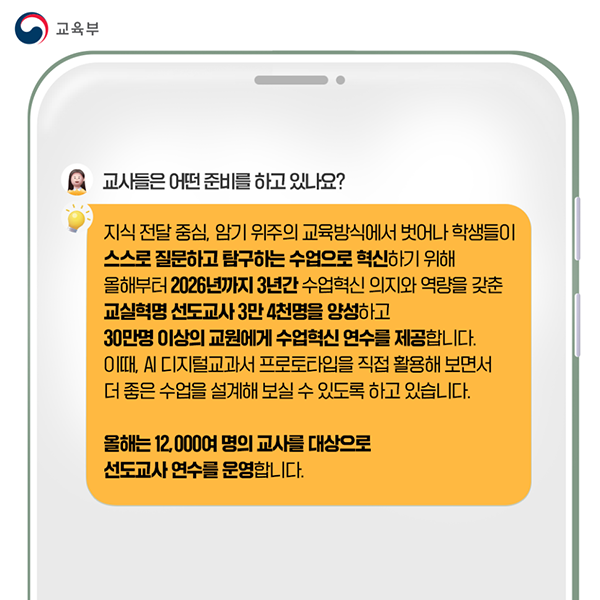 교육부
교사들은 어떤 준비를 하고 있나요?
지식 전달 중심, 암기 위주의 교육방식에서 벗어나 학생들이
스스로 질문하고 탐구하는 수업으로 혁신하기 위해
올해부터 2026년까지 3년간 수업혁신 의지와 역량을 갖춘
교실혁명 선도교사 3만 4천명을 양성하고
30만명 이상의 교원에게 수업혁신 연수를 제공합니다.
이때, AI 디지털교과서 프로토타입을 직접 활용해 보면서
더 좋은 수업을 설계해 보실 수 있도록 하고 있습니다.
올해는 12,000여 명의 교사를 대상으로
선도교사 연수를 운영합니다.